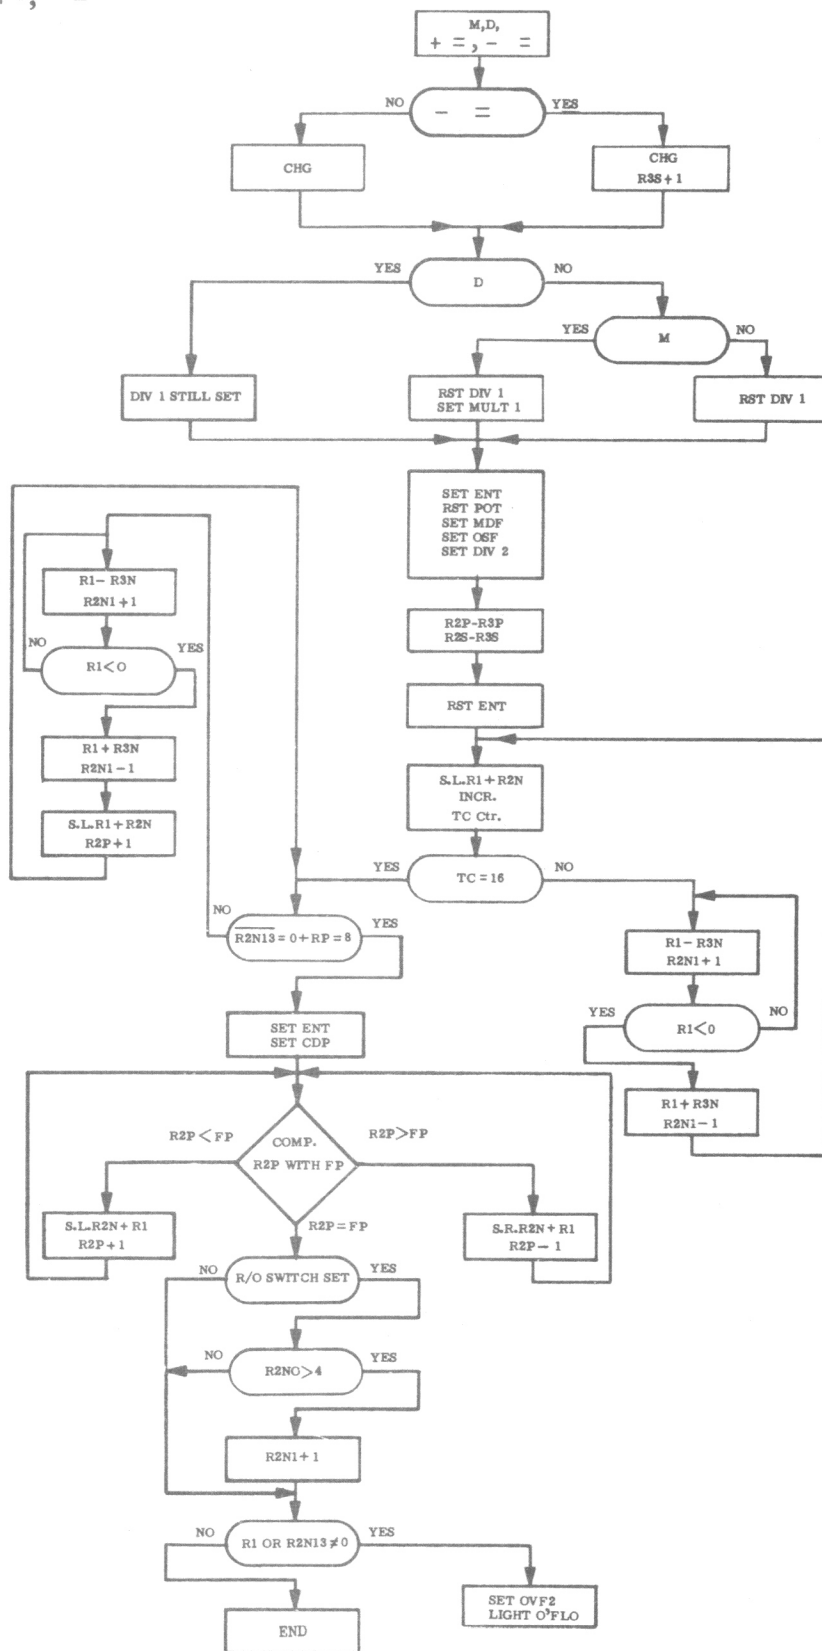 M,D,
+ =, - =
NO
- =
YES
CHG
CHG
R3S+1
YES
D
NO
YES
M
NO
DIV 1 STILL SET
RST DIV 1
SET MULT 1
RST DIV 1
SET ENT
RST POT
SET MDF
SET OSF
SET DIV 2
R1- R3N
R2N1+1
R2P-R3P
R2S-R3S
NO
R1<O
YES
RST ENT
R1+R3N
R2N1-1
S.L.R1+R2N
INCR.
TC Ctr.
S.L.R1+R2N
R2P+1
YES
TC=16
NO
NO
R2N13=0+RP=8
YES
R1-R3N
R2N1+1
SET ENT
SET CDP
YES
R1<0
NO
R1+R3N
R2N1-1
R2P<FP
COMP.
R2P WITH FP
R2P>FP
R2P=FP
S.L.R2N+R1
R2P+1
S.R.R2N+R1
R2P-1
NO
R/O SWITCH SET
YES
NO
R2NO>4
YES
R2N1+1
NO
R1 OR R2N13≠0
YES
SET OVF2
LIGHT O'FLO
END